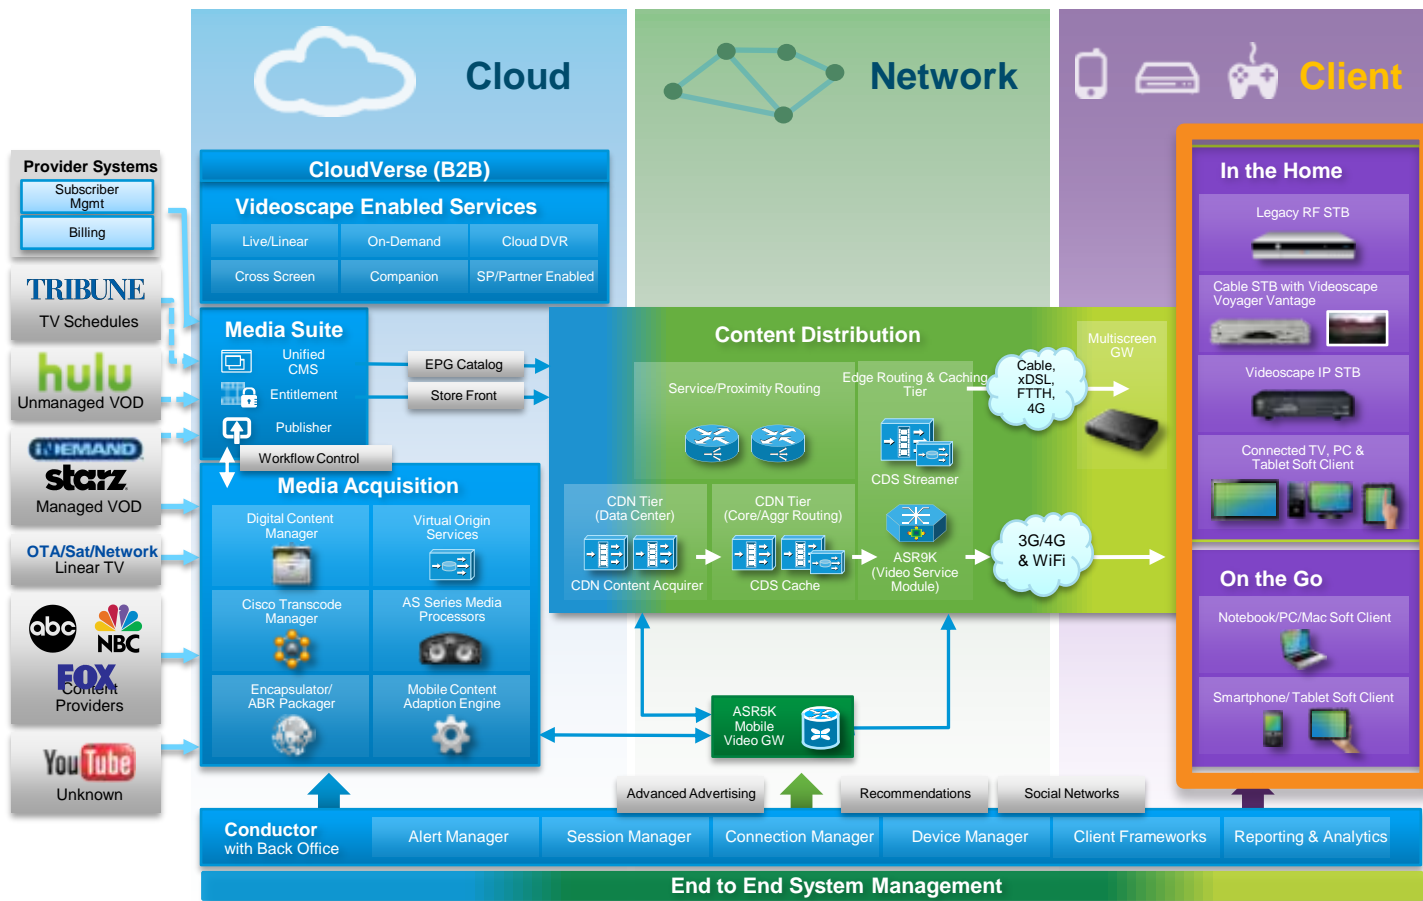 Cloud
Network
Client
Provider Systems
Subscriber
Mgmt
Billing
TRIBUNE
TV Schedules
hulu
Unmanaged VOD
INDEMAND
starz
Managed VOD
OTA/Sat/Network
Linear TV
abc
NBC
FOX
Content
Providers
You Tube
Unknown
CloudVerse (B2B)
Videoscape Enabled Services
Live/Linear
On-Demand
Cloud DVR
Cross Screen
Companion
SP/Partner Enabled
Media Suite
Unified
CMS
Entitlement
Publisher
EPG Catalog
Store Front
Workflow Control
Media Acquisition
Digital Content
Manager
Virtual Origin
Services
Cisco Transcode
Manager
AS Series Media
Processors
Encapsulator/
ABR Packager
Mobile Content
Adaption Engine
Content Distribution
Service/Proximity Routing
Edge Routing & Caching
Tier
CDS Streamer
CDN Tier
(Data Center)
CDN Content Acquirer
CDN Tier
(Core/Aggr Routing)
CDS Cache
ASR9K
(Video Service
Module)
Cable,
xDSL,
FTTH,
4G
3G/4G
& WiFi
Multiscreen
GW
ASR5K
Mobile
Video GW
In the Home
Legacy RF STB
Cable STB with Videoscape
Voyager Vantage
Videoscape IP STB
Connected TV, PC &
Tablet Soft Client
On the Go
Notebook/PC/Mac Soft Client
Smartphone/ Tablet Soft Client
Advanced Advertising
Recommendations
Social Networks
Conductor
with Back Office
Alert Manager
Session Manager
Connection Manager
Device Manager
Client Frameworks
Reporting & Analytics
End to End System Management